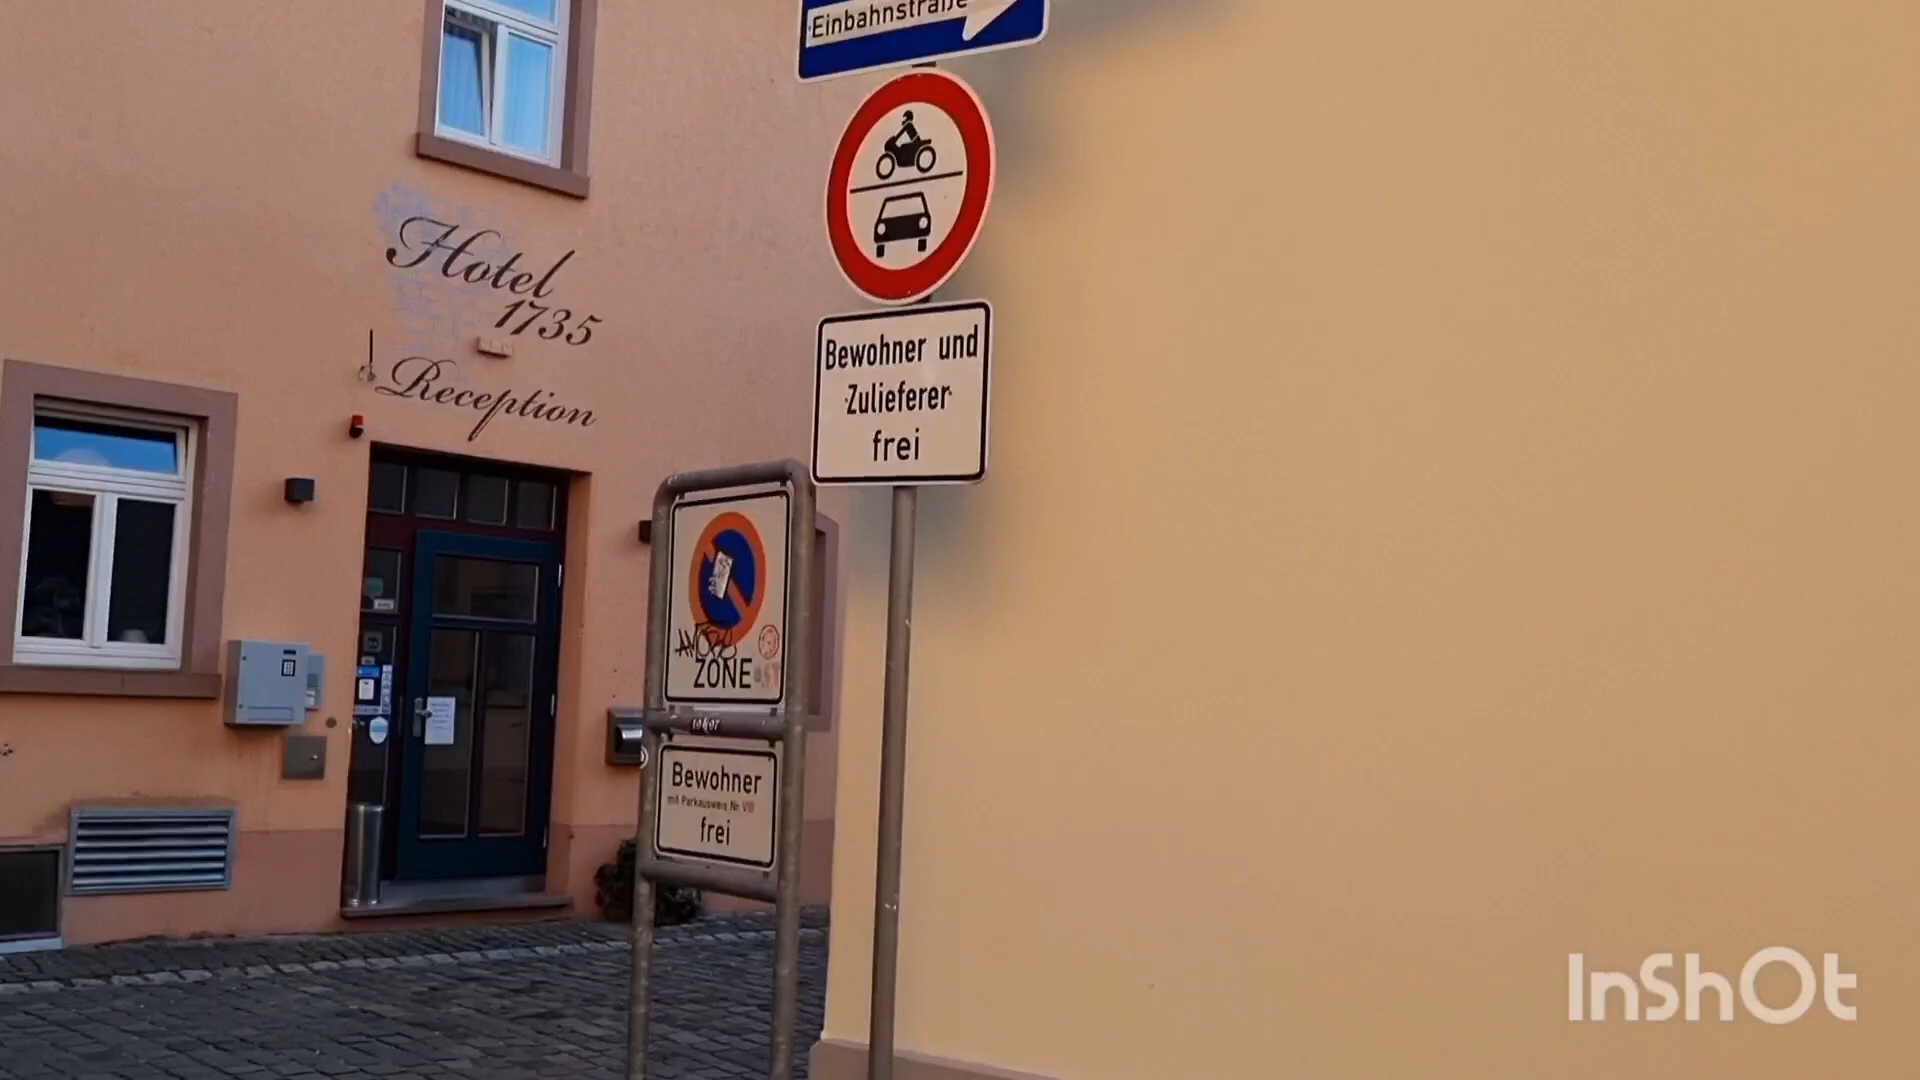 Einbahnstraße
Hotel
1735
Reception
Bewohner und
Zulieferer
frei
ZONE
Bewohner
mit Parkausweis Nr. VIII
frei
InShOt